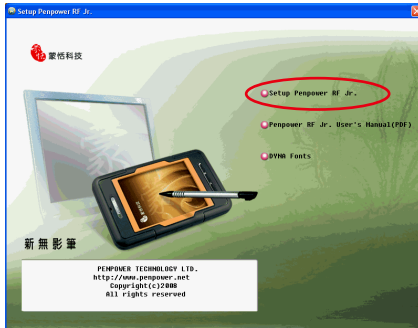 Setup Penpower RF Jr.
蒙恬科技
Setup Penpower RF Jr.
Penpower RF Jr. User's Manual(PDF)
DYNA Fonts
新無影筆
PENPOWER TECHNOLOGY LTD.
http://www.penpower.net
Copyright(c)2008
All rights reserved